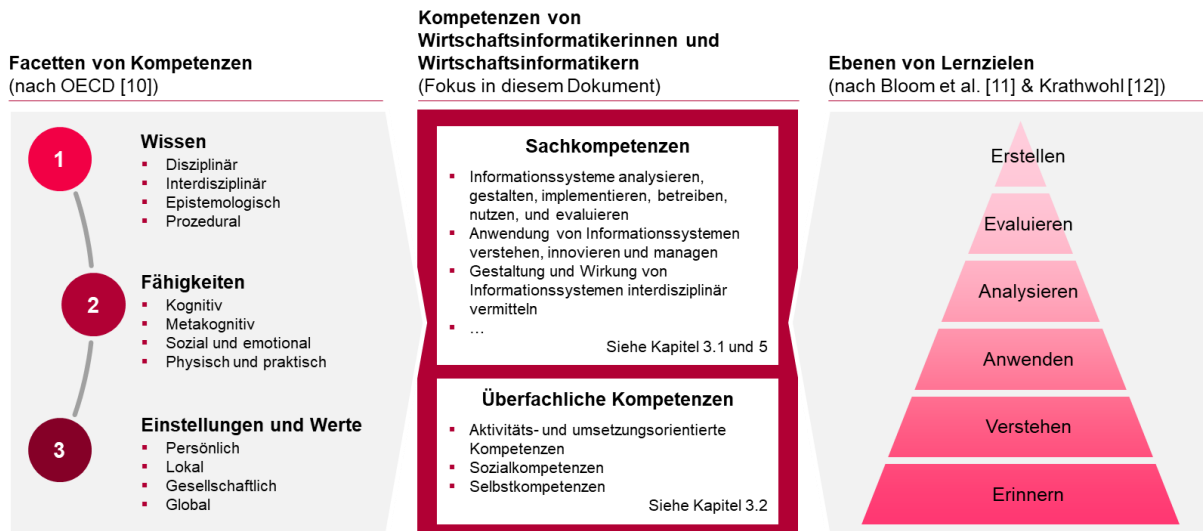 Facetten von Kompetenzen
(nach OECD [10])
1
Wissen
Disziplinär
Interdisziplinär
Epistemologisch
Prozedural
2
Fähigkeiten
Kognitiv
Metakognitiv
Sozial und emotional
Physisch und praktisch
3
Einstellungen und Werte
Persönlich
Lokal
Gesellschaftlich
Global
Kompetenzen von
Wirtschaftsinformatikerinnen und
Wirtschaftsinformatikern
(Fokus in diesem Dokument)
Sachkompetenzen
Informationssysteme analysieren,
gestalten, implementieren, betreiben,
nutzen, und evaluieren
Anwendung von Informationssystemen
verstehen, innovieren und managen
Gestaltung und Wirkung von
Informationssystemen interdisziplinär
vermitteln
…
Siehe Kapitel 3.1 und 5
Überfachliche Kompetenzen
Aktivitäts- und umsetzungsorientierte
Kompetenzen
Sozialkompetenzen
Selbstkompetenzen
Siehe Kapitel 3.2
Ebenen von Lernzielen
(nach Bloom et al. [11] & Krathwohl [12])
Erstellen
Evaluieren
Analysieren
Anwenden
Verstehen
Erinnern